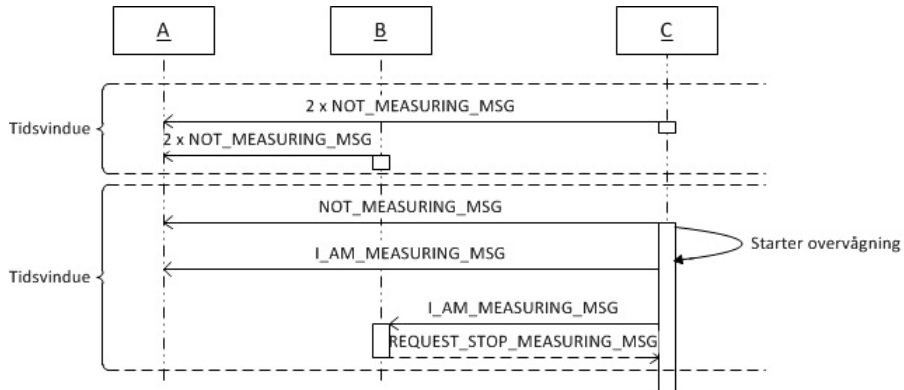 A
B
C
2 x NOT_MEASURING_MSG
Tidsvindue
2 x NOT_MEASURING_MSG
NOT_MEASURING_MSG
Starter overvågning
I_AM_MEASURING_MSG
Tidsvindue
I_AM_MEASURING_MSG
REQUEST_STOP_MEASURING_MSG